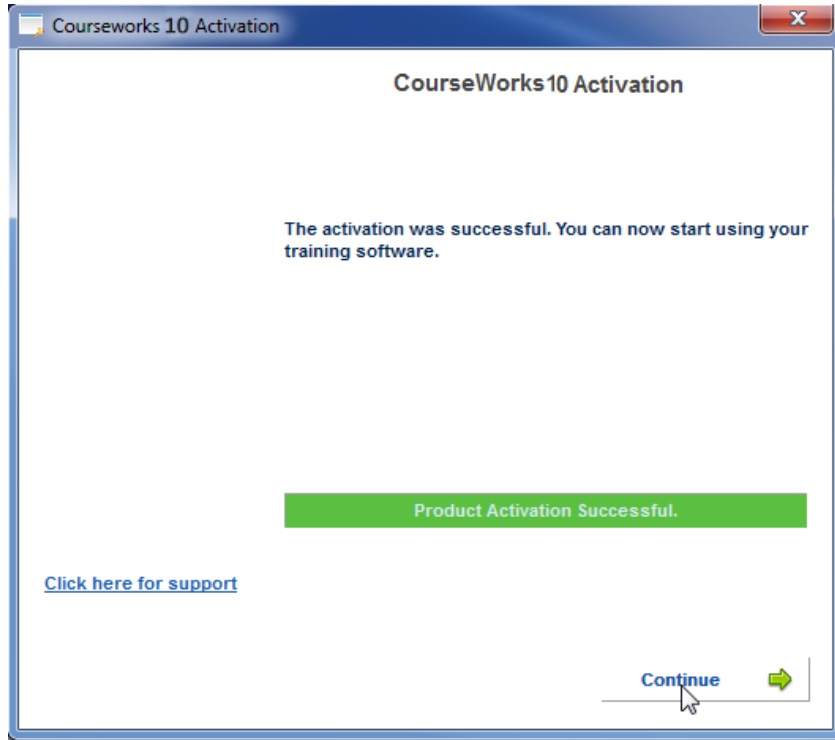 Courseworks 10 Activation
CourseWorks10 Activation
The activation was successful. You can now start using your
training software.
Product Activation Successful.
Click here for support
Continue